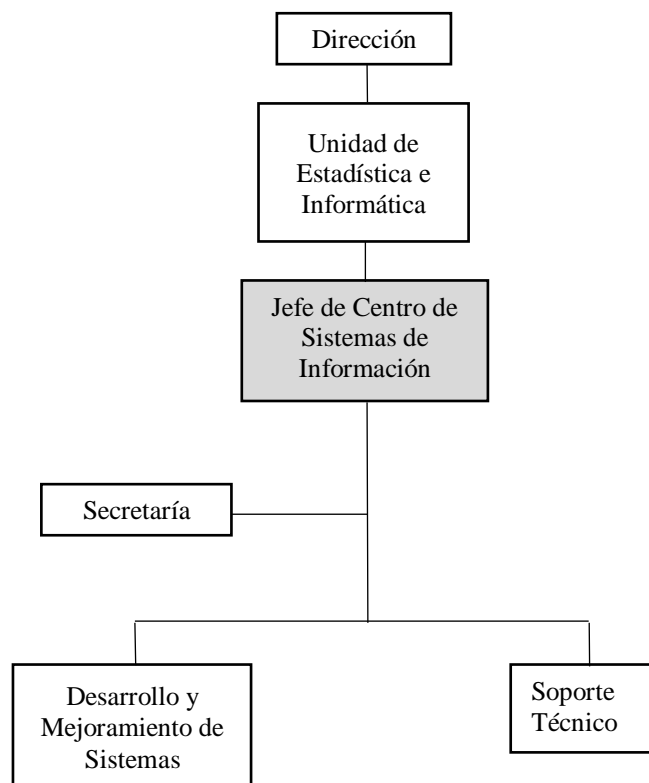 Dirección
Unidad de
Estadística e
Informática
Jefe de Centro de
Sistemas de
Información
Secretaría
Desarrollo y
Mejoramiento de
Sistemas
Soporte
Técnico